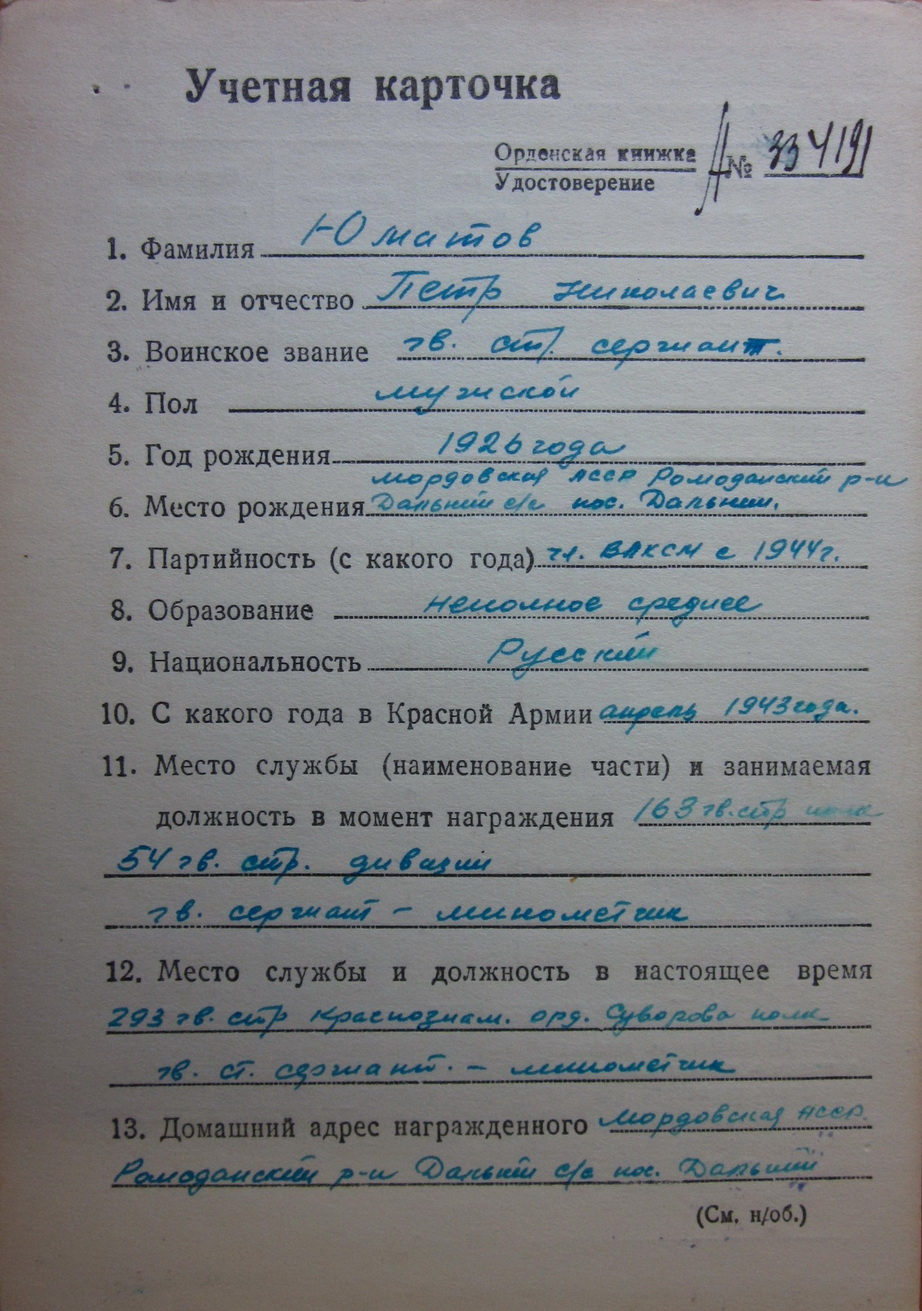 Учетная карточка
Орденская книжка
Удостоверение А № 334191
1. Фамилия Юматов
2. Имя и отчество Петр Николаевич
3. Воинское звание гв. ст. сержант.
4. Пол мужской
5. Год рождения 1926 года
Мордовская АССР Ромодановский р-н
6. Место рождения Дальний с/с пос. Дальний.
7. Партийность (с какого года) чл. ВЛКСМ с 1944 г.
8. Образование неполное среднее
9. Национальность Русский
10. С какого года в Красной Армии апрель 1943 года.
11. Место службы (наименование части) и занимаемая
должность в момент награждения 163 гв. стр полк
54 гв. стр. дивизии
гв. сержант – минометчик
12. Место службы и должность в настоящее время
293 гв. стр Краснознам. орд. Суворова полк
гв. ст. сержант. – минометчик
13. Домашний адрес награжденного Мордовская АССР.
Ромодановский р-н Дальний с/с пос. Дальний
(См. н/об.)